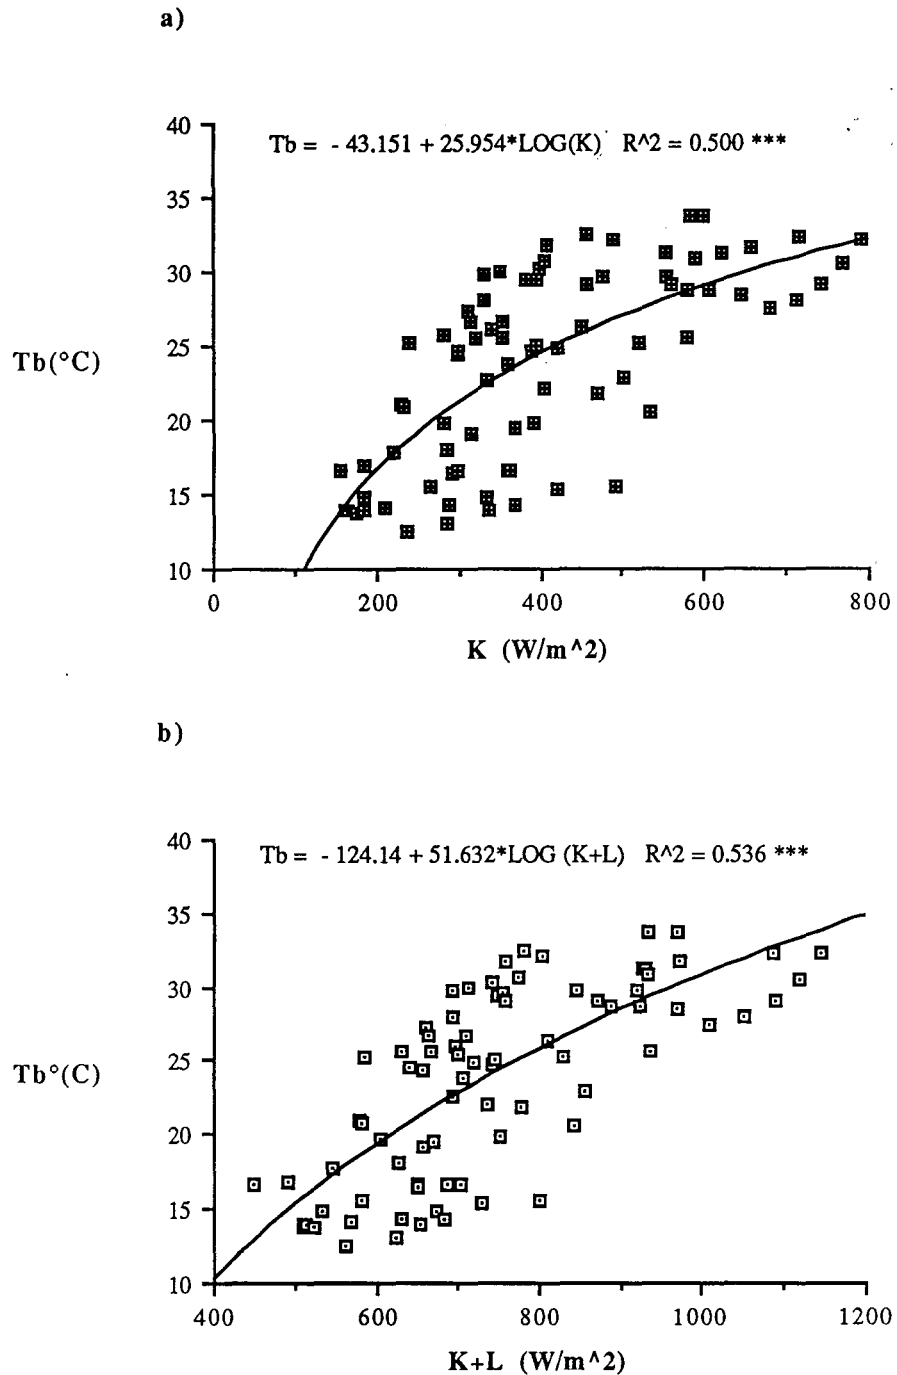 a)
Tb = - 43.151 + 25.954*LOG(K) R^2 = 0.500 ***
40
35
30
25
20
15
10
Tb(°C)
0 200 400 600 800
K (W/m^2)
b)
Tb = - 124.14 + 51.632*LOG (K+L) R^2 = 0.536 ***
40
35
30
25
20
15
10
Tb°(C)
400 600 800 1000 1200
K+L (W/m^2)